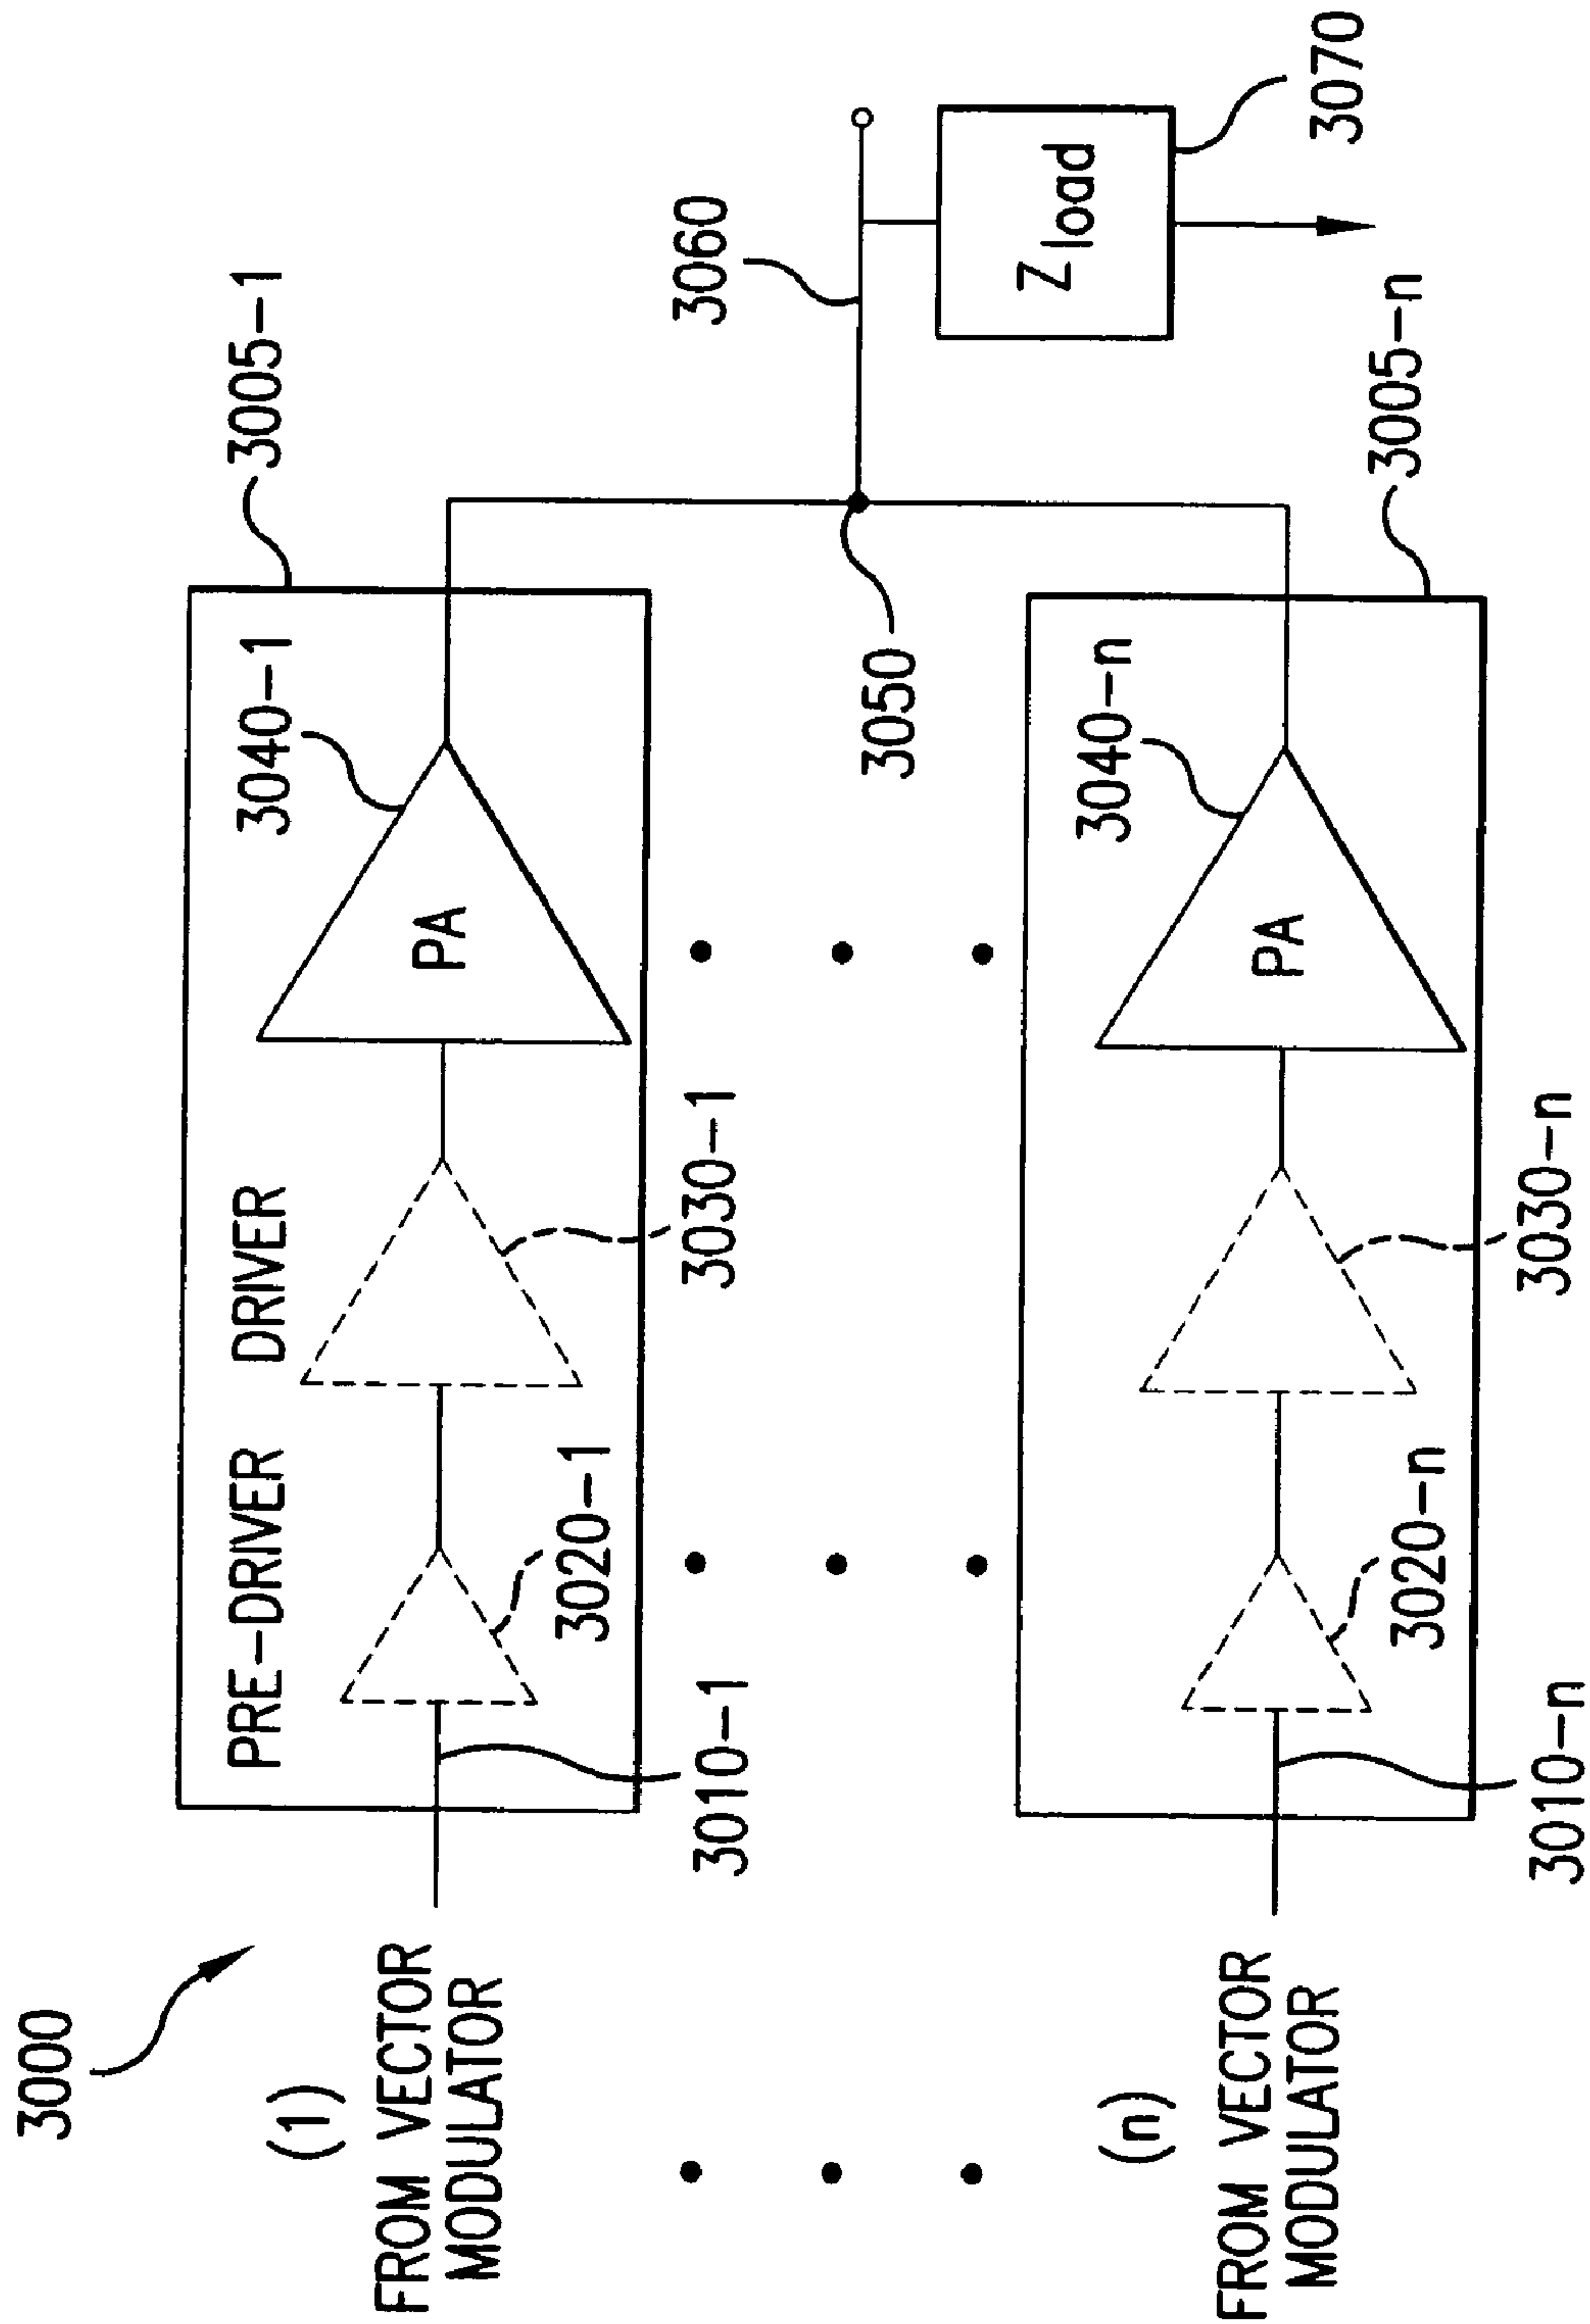 3000
(1)
FROM VECTOR
MODULATOR
3010-1
PRE-DRIVER
DRIVER
3020-1
3030-1
PA
3040-1
3005-1
3050
3060
Z load
3070
(n)
FROM VECTOR
MODULATOR
3010-n
3020-n
3030-n
PA
3040-n
3005-n